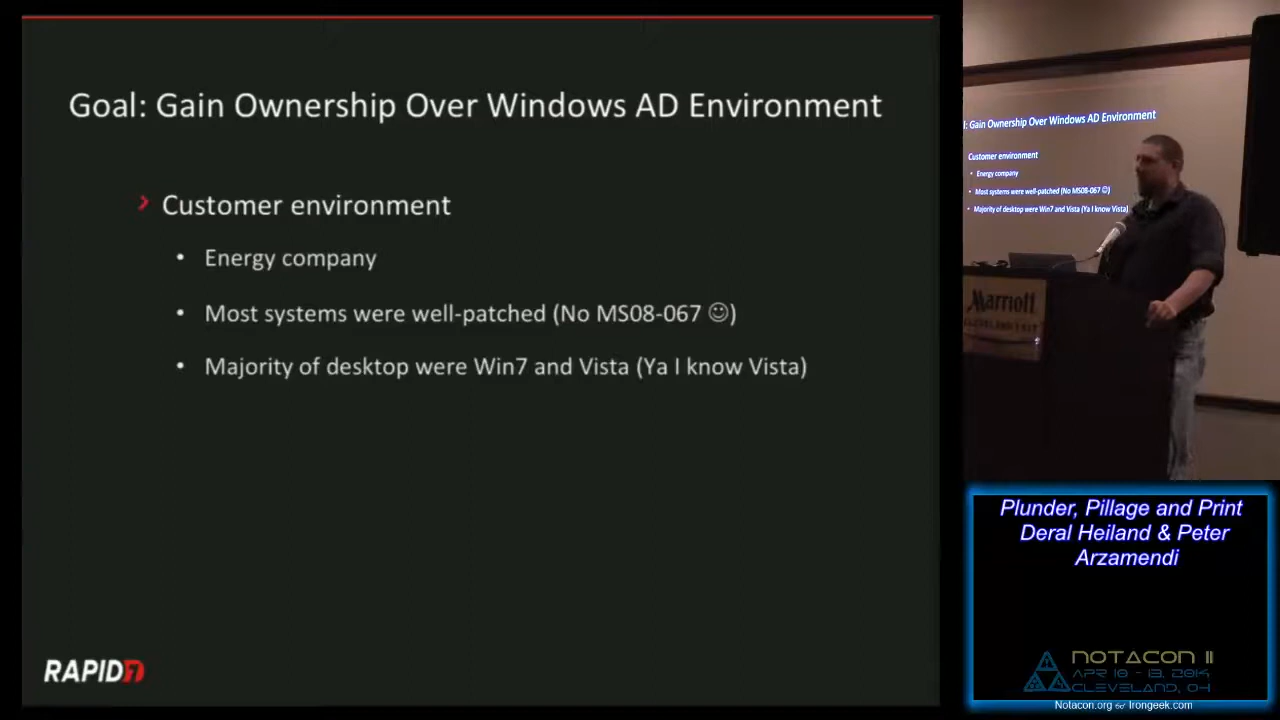 Goal: Gain Ownership Over Windows AD Environment
Customer environment
• Energy company
• Most systems were well-patched (No MS08-067 ☺)
• Majority of desktop were Win7 and Vista (Ya I know Vista)
RAPID7
: Gain Ownership Over Windows AD Environment
Customer environment
• Energy company
• Most systems were well-patched (No MS08-067 ☺)
• Majority of desktop were Win7 and Vista (Ya I know Vista)
Marriott
Plunder, Pillage and Print
Deral Heiland & Peter
Arzamendi
NOTACON 11
APR 10 - 13, 2014
CLEVELAND, OH
Notacon.org & Irongeek.com